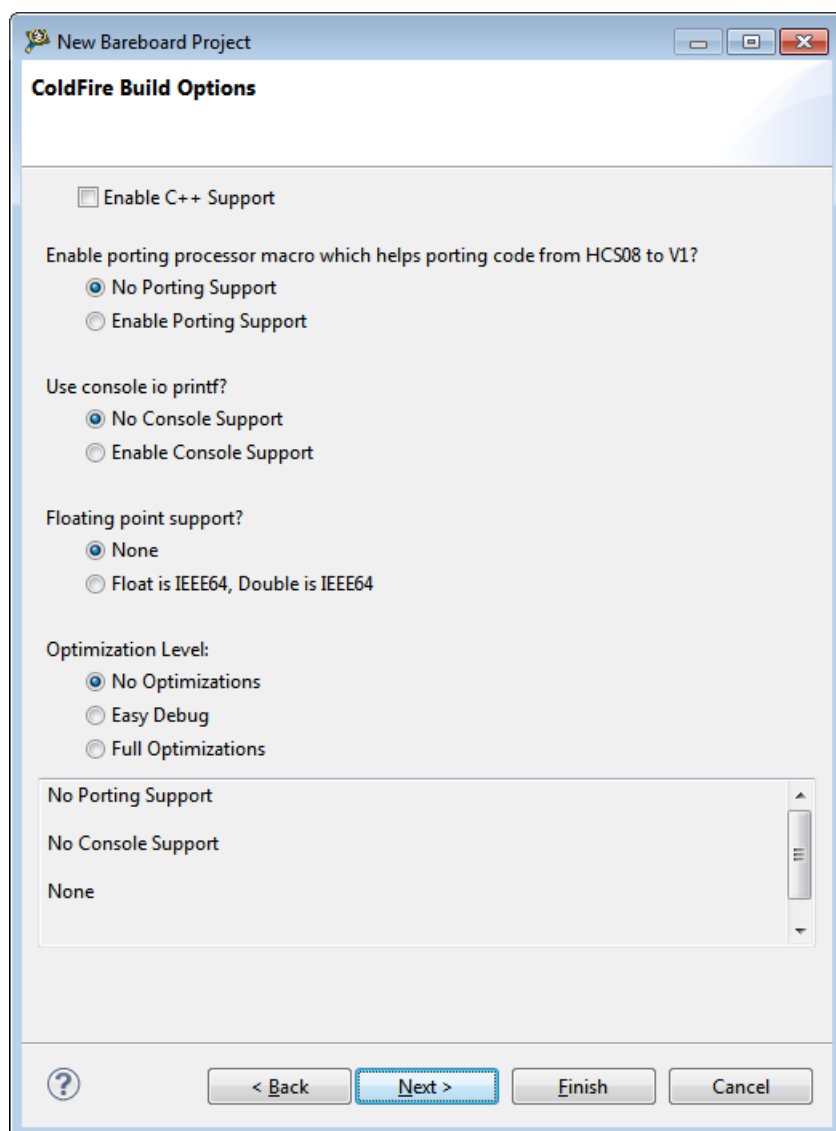 New Bareboard Project
ColdFire Build Options
Enable C++ Support
Enable porting processor macro which helps porting code from HCS08 to V1?
No Porting Support
Enable Porting Support
Use console io printf?
No Console Support
Enable Console Support
Floating point support?
None
Float is IEEE64, Double is IEEE64
Optimization Level:
No Optimizations
Easy Debug
Full Optimizations
No Porting Support
No Console Support
None
? < Back Next > Finish Cancel